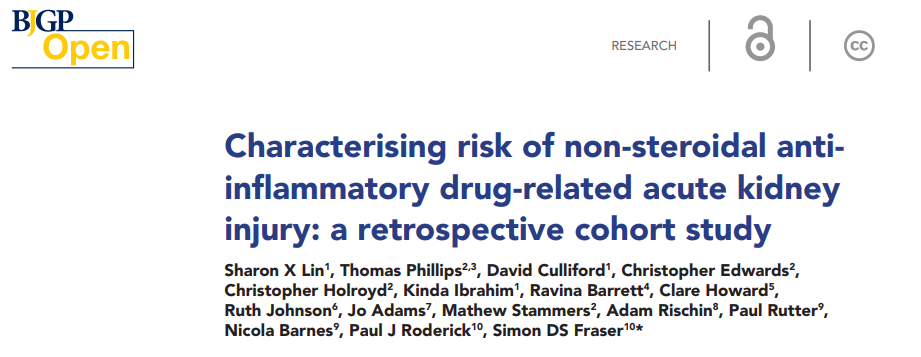 BJGP
Open
RESEARCH
cc
Characterising risk of non-steroidal anti-
inflammatory drug-related acute kidney
injury: a retrospective cohort study
Sharon X Lin1, Thomas Phillips2,3, David Culliford1, Christopher Edwards2,
Christopher Holroyd2, Kinda Ibrahim1, Ravina Barrett4, Clare Howard5,
Ruth Johnson6, Jo Adams7, Mathew Stammers2, Adam Rischin8, Paul Rutter9,
Nicola Barnes9, Paul J Roderick10, Simon DS Fraser10*